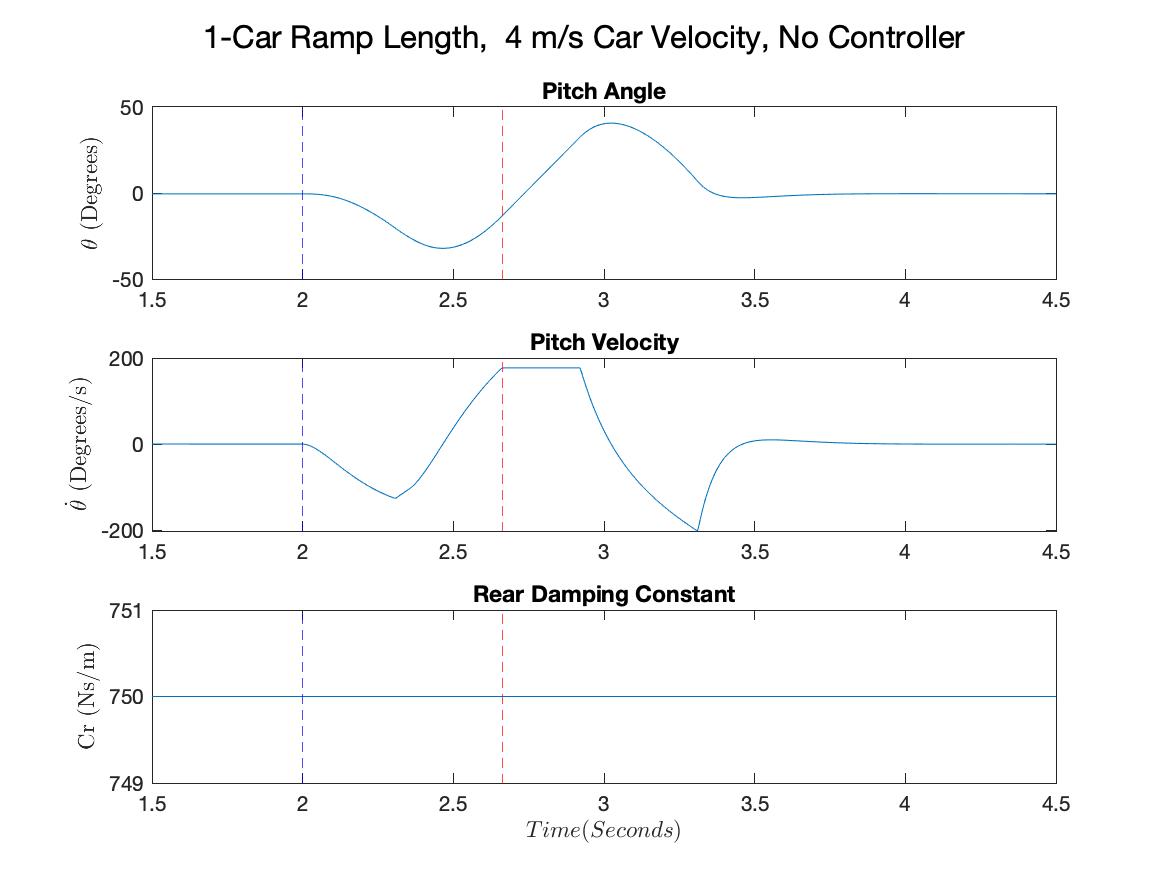 1-Car Ramp Length,  4 m/s Car Velocity, No Controller
Pitch Angle
50
0
-50
θ (Degrees)
1.5 2 2.5 3 3.5 4 4.5
Pitch Velocity
200
0
-200
θ̇ (Degrees/s)
1.5 2 2.5 3 3.5 4 4.5
Rear Damping Constant
751
750
749
Cr (Ns/m)
1.5 2 2.5 3 3.5 4 4.5
Time(Seconds)